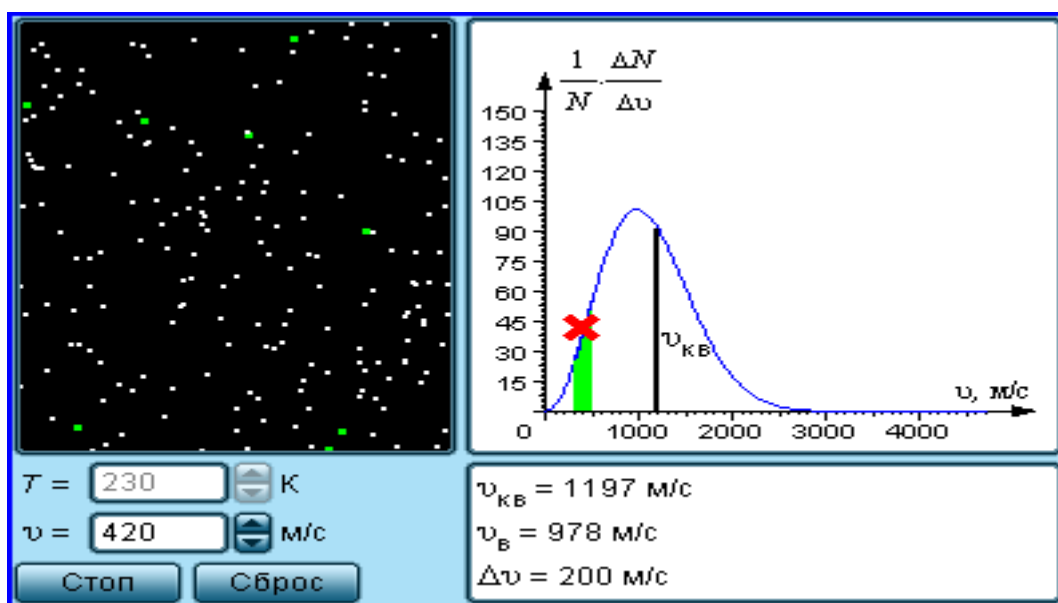 1/N · ΔN/Δυ
150
135
120
105
90
75
60
45
30
15
υкв
υ, м/с
0 1000 2000 3000 4000
T = 230 К
υ = 420 м/с
Стоп Сброс
υкв = 1197 м/с
υв = 978 м/с
Δυ = 200 м/с